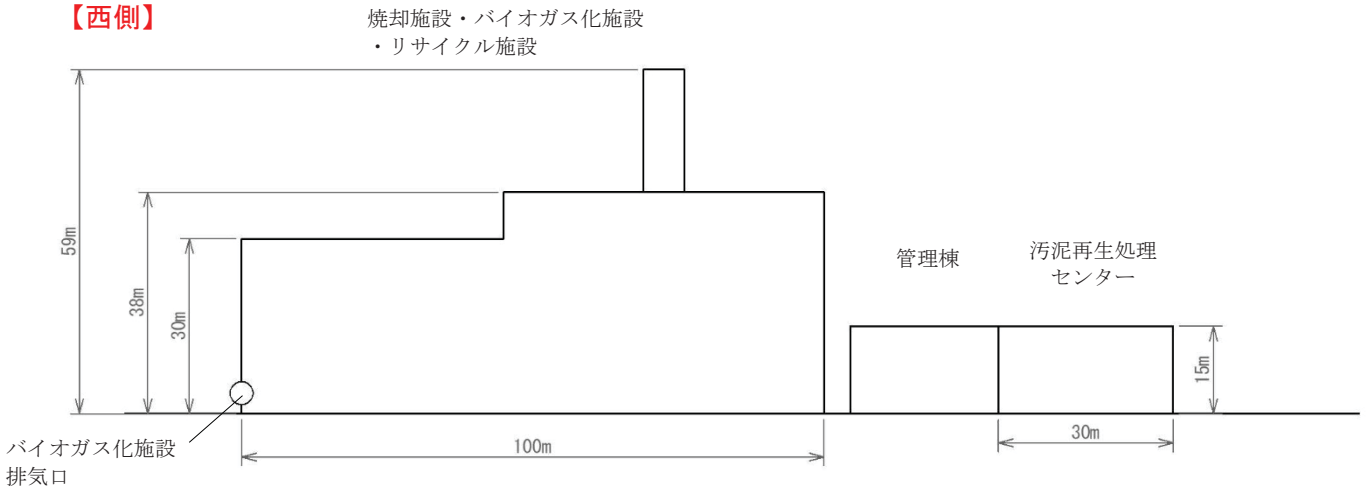 【西側】
焼却施設・バイオガス化施設
・リサイクル施設
59m
38m
30m
管理棟
汚泥再生処理
センター
15m
30m
100m
バイオガス化施設
排気口